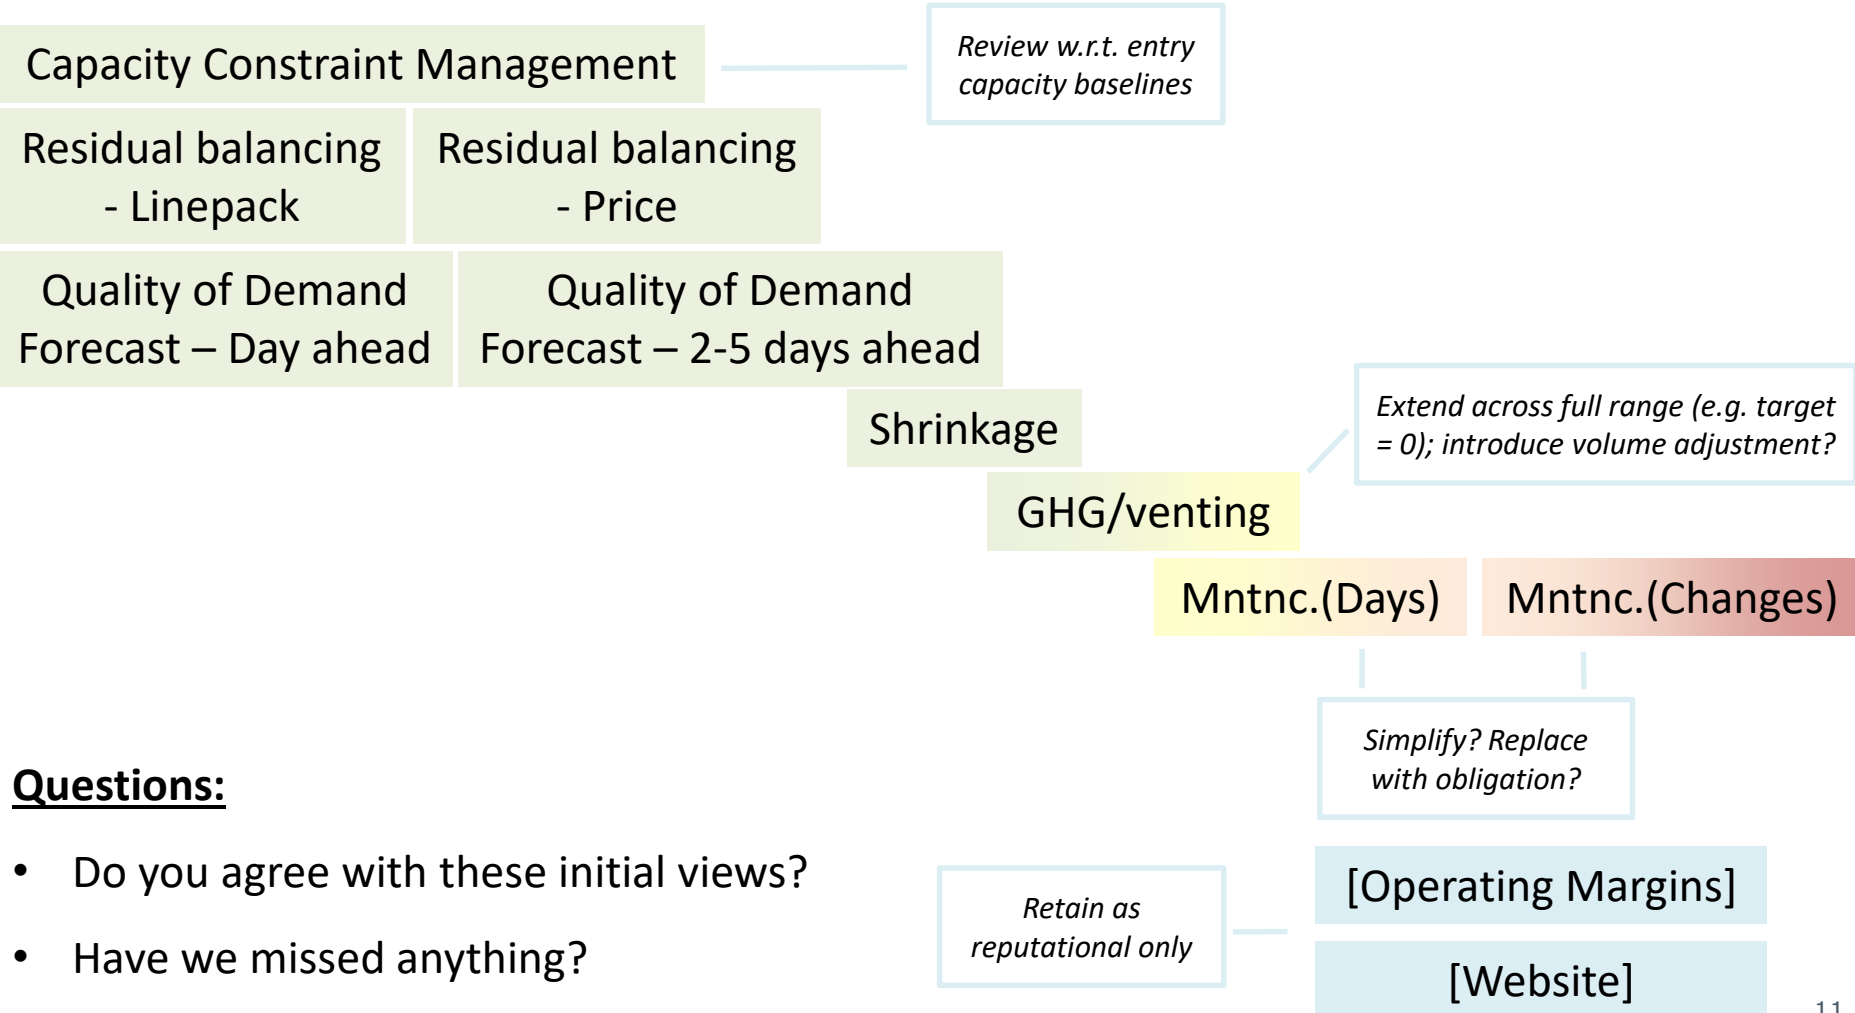 Capacity Constraint Management
Review w.r.t. entry
capacity baselines
Residual balancing
- Linepack
Residual balancing
- Price
Quality of Demand
Forecast – Day ahead
Quality of Demand
Forecast – 2-5 days ahead
Shrinkage
Extend across full range (e.g. target
= 0); introduce volume adjustment?
GHG/venting
Mntnc.(Days)
Mntnc.(Changes)
Simplify? Replace
with obligation?
Questions:
• Do you agree with these initial views?
• Have we missed anything?
Retain as
reputational only
[Operating Margins]
[Website]
11